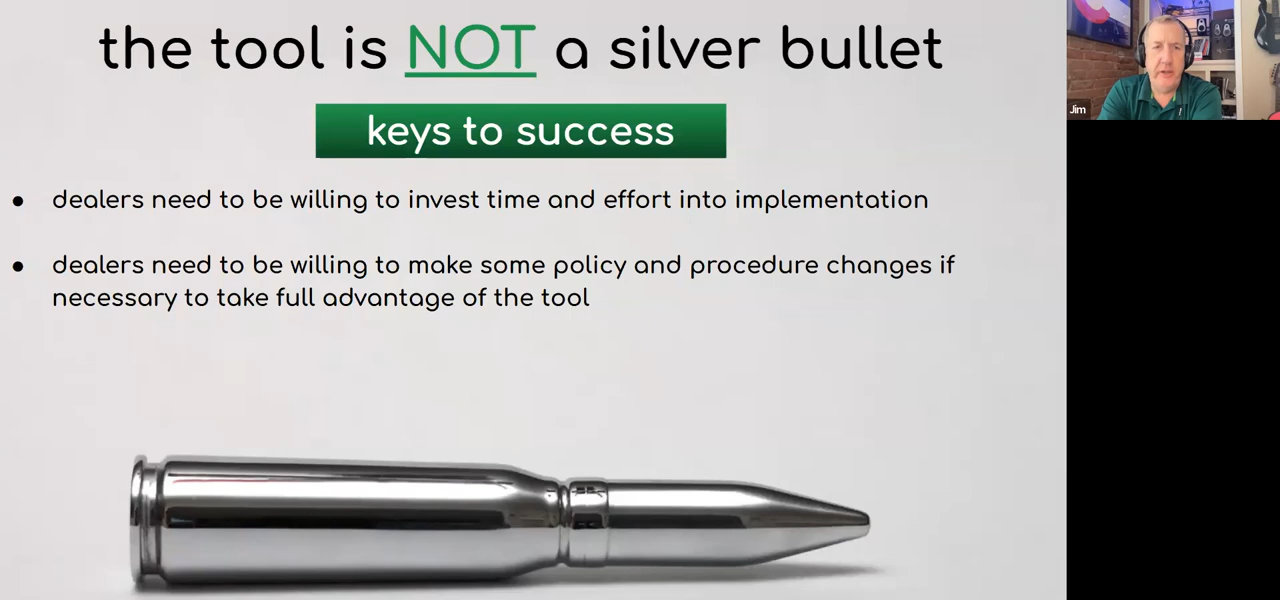 the tool is NOT a silver bullet
keys to success
● dealers need to be willing to invest time and effort into implementation
● dealers need to be willing to make some policy and procedure changes if
necessary to take full advantage of the tool
Jim